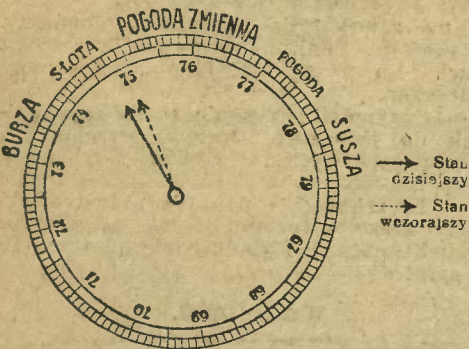 BURZA
SŁOTA
POGODA ZMIENNA
POGODA
SUSZA
73
74
75
76
77
78
79
67
68
69
70
71
72
Stan
dzisiejszy
Stan
wczorajszy